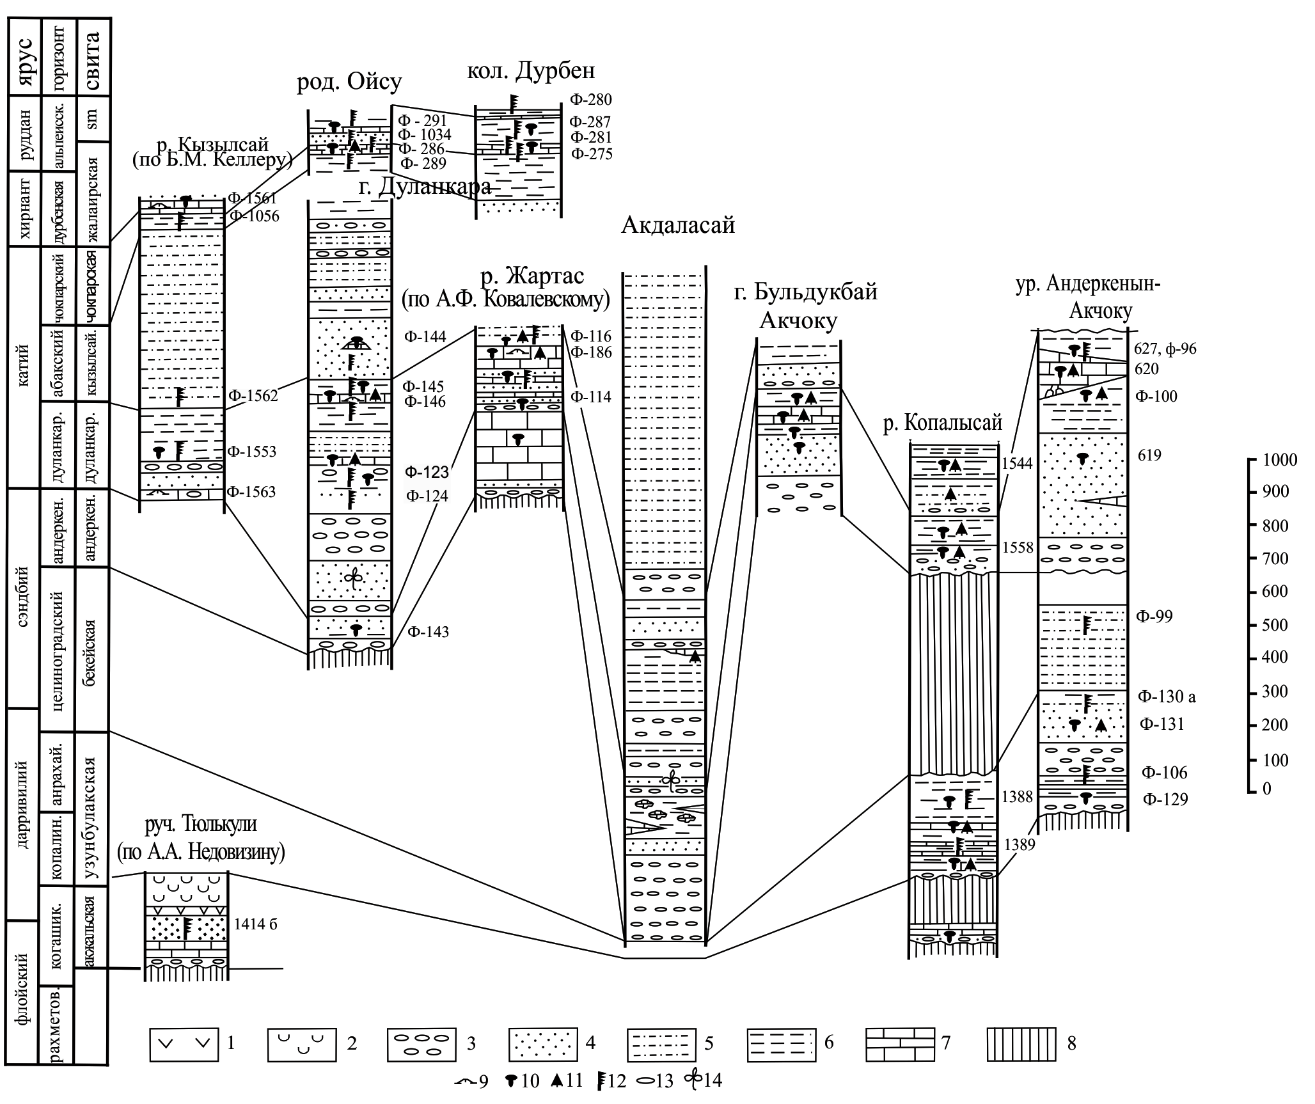 ярус
горизонт
свита
руддан
альпеисск.
sm
хирнант
дурбенская
жалаирская
катий
чокпарский
чокпарская
абакский
кызылсай.
дуланкар.
дуланкар.
сэндбий
андеркен.
андеркен.
целиноградский
бекейская
дарривилий
анрахай.
узунбулакская
копалин.
когашик.
акжальская
флойский
рахметов.
р. Кызылсай
(по Б.М. Келлеру)
Ф-1561
Ф-1056
Ф-1562
Ф-1553
Ф-1563
руч. Тюлькули
(по А.А. Недовизину)
1414 б
род. Ойсу
Ф - 291
Ф - 1034
Ф - 286
Ф - 289
г. Дуланкара
Ф-144
Ф-145
Ф-146
Ф-123
Ф-124
Ф-143
кол. Дурбен
Ф-280
Ф-287
Ф-281
Ф-275
р. Жартас
(по А.Ф. Ковалевскому)
Ф-116
Ф-186
Ф-114
Акдаласай
г. Бульдукбай
Акчоку
р. Копалысай
1544
1558
1388
1389
ур. Андеркенын-
Акчоку
627, ф-96
620
Ф-100
619
Ф-99
Ф-130 а
Ф-131
Ф-106
Ф-129
1000
900
800
700
600
500
400
300
200
100
0
1 2 3 4 5 6 7 8
9 10 11 12 13 14